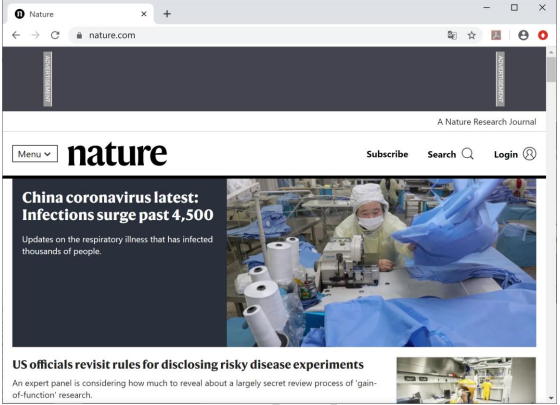 Nature
nature.com
ADVERTISEMENT
ADVERTISEMENT
A Nature Research Journal
Menu
nature
Subscribe
Search
Login
China coronavirus latest:
Infections surge past 4,500
Updates on the respiratory illness that has infected
thousands of people.
US officials revisit rules for disclosing risky disease experiments
An expert panel is considering how much to reveal about a largely secret review process of 'gain-
of-function' research.